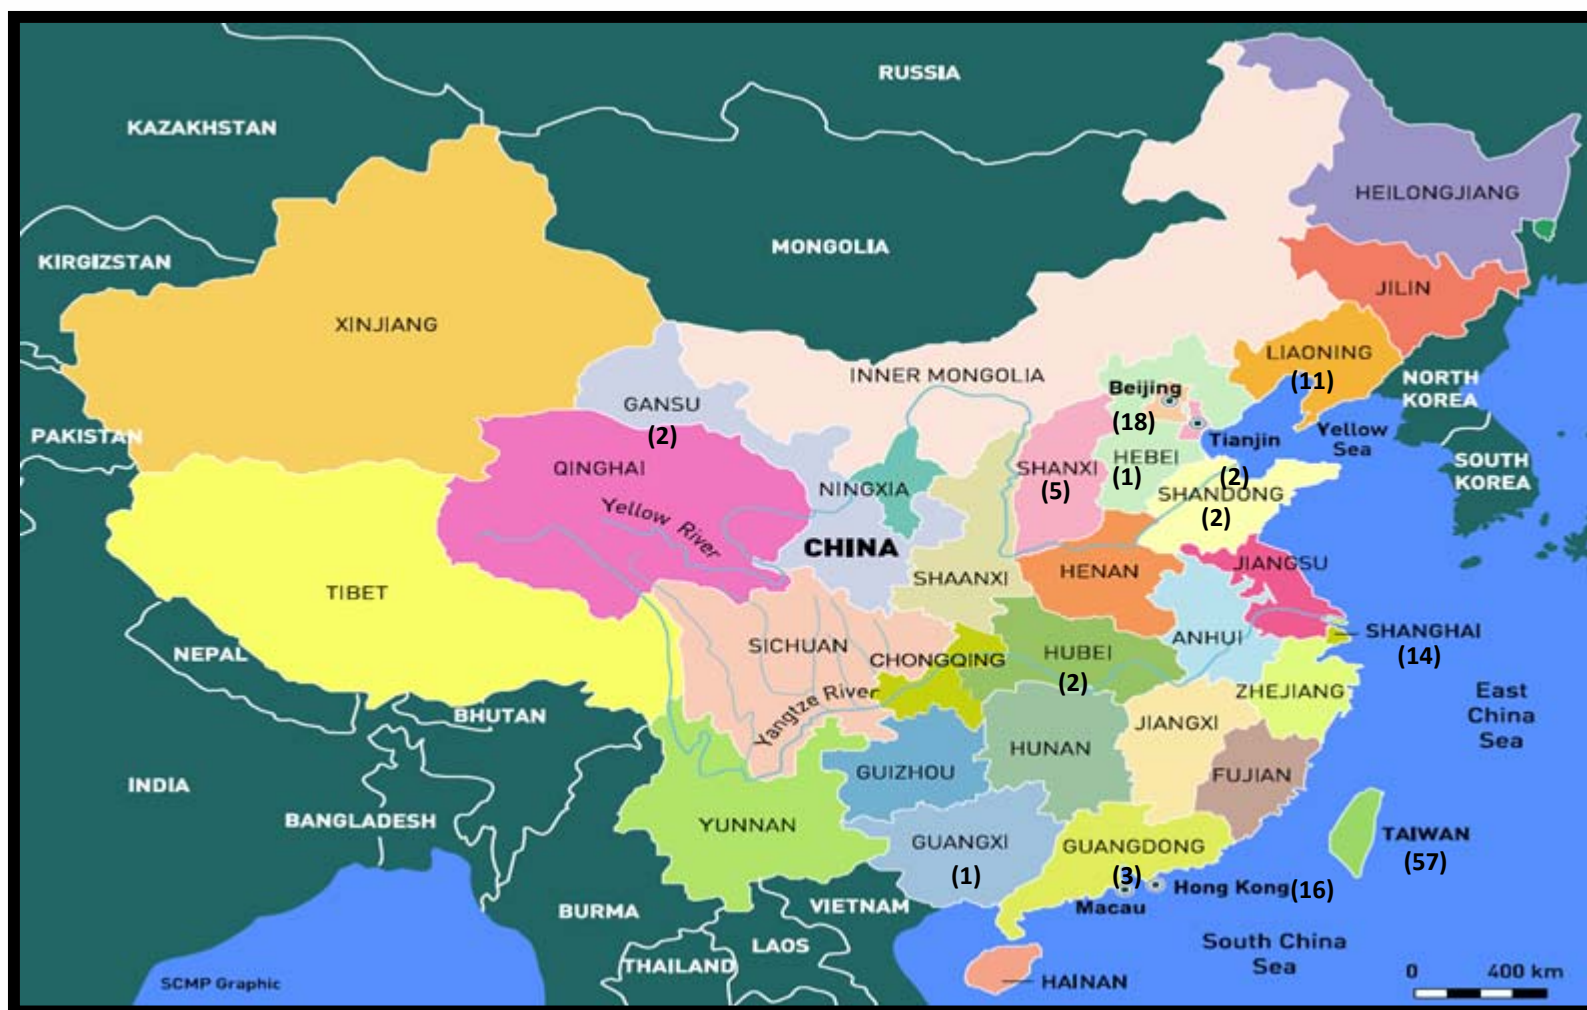 RUSSIA
KAZAKHSTAN
HEILONGJIANG
MONGOLIA
KIRGIZSTAN
JILIN
XINJIANG
LIAONING
(11)
INNER MONGOLIA
NORTH
KOREA
Beijing
(18)
GANSU
(2)
PAKISTAN
Tianjin
(2)
Yellow
Sea
SOUTH
KOREA
QINGHAI
NINGXIA
SHANXI
(5)
HEBEI
(1)
SHANDONG
(2)
Yellow River
CHINA
SHAANXI
HENAN
JIANGSU
TIBET
SICHUAN
CHONGQING
HUBEI
(2)
ANHUI
SHANGHAI
(14)
NEPAL
ZHEJIANG
East
China
Sea
BHUTAN
Yangtze River
JIANGXI
HUNAN
GUIZHOU
FUJIAN
INDIA
BANGLADESH
YUNNAN
GUANGXI
(1)
GUANGDONG
(3)
TAIWAN
(57)
Hong Kong(16)
Macau
BURMA
VIETNAM
LAOS
THAILAND
South China
Sea
HAINAN
SCMP Graphic
0 400 km